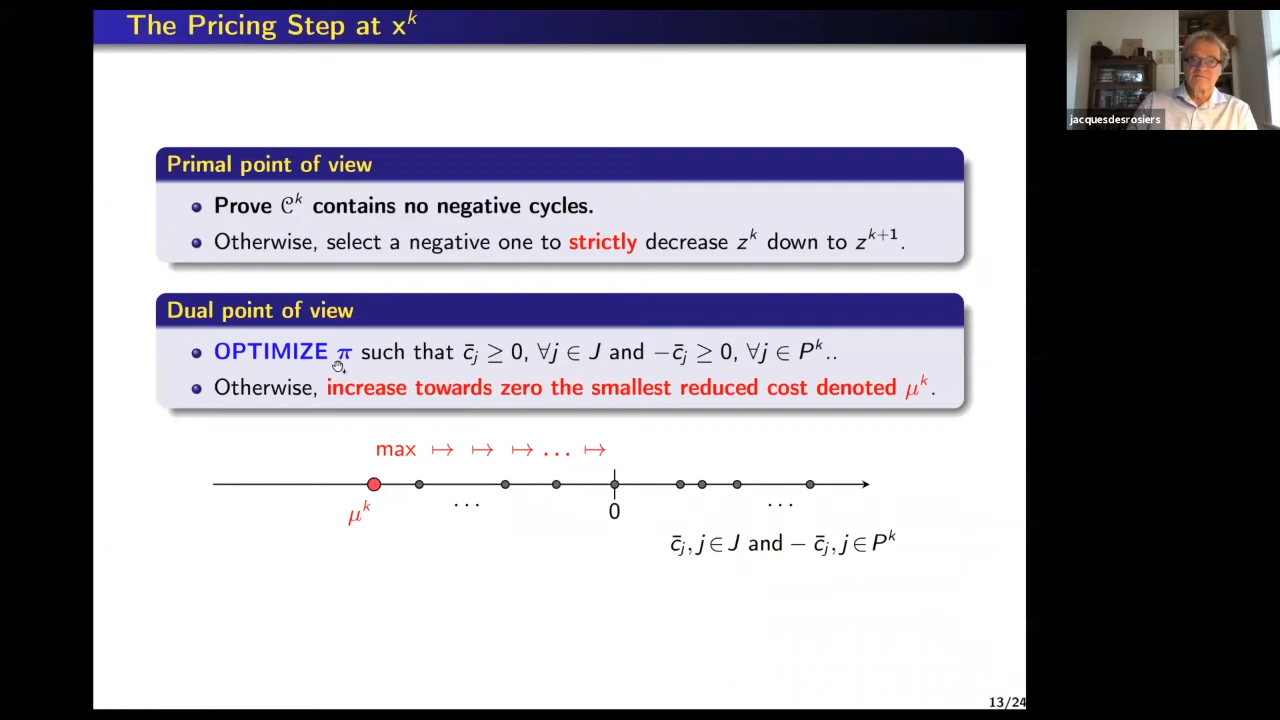 The Pricing Step at x^k
jacquesdesrosiers
Primal point of view
• Prove 𝒞^k contains no negative cycles.
• Otherwise, select a negative one to strictly decrease z^k down to z^{k+1}.
Dual point of view
• OPTIMIZE π such that c̄_j ≥ 0, ∀j ∈ J and −c̄_j ≥ 0, ∀j ∈ P^k..
• Otherwise, increase towards zero the smallest reduced cost denoted μ^k.
max ↦ ↦ ↦ … ↦
μ^k … 0 …
c̄_j, j ∈ J and − c̄_j, j ∈ P^k
13/24